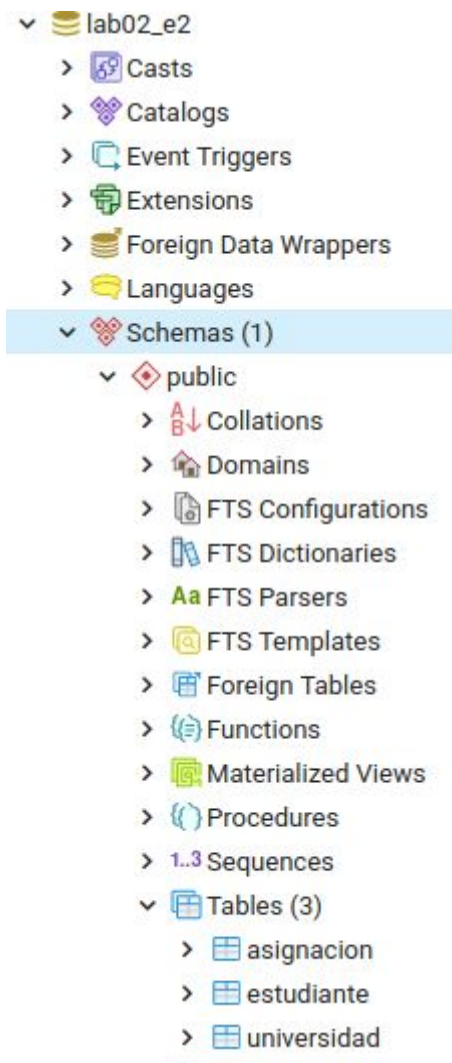 lab02_e2
Casts
Catalogs
Event Triggers
Extensions
Foreign Data Wrappers
Languages
Schemas (1)
public
A
B Collations
Domains
FTS Configurations
FTS Dictionaries
Aa FTS Parsers
FTS Templates
Foreign Tables
Functions
Materialized Views
Procedures
1..3 Sequences
Tables (3)
asignacion
estudiante
universidad